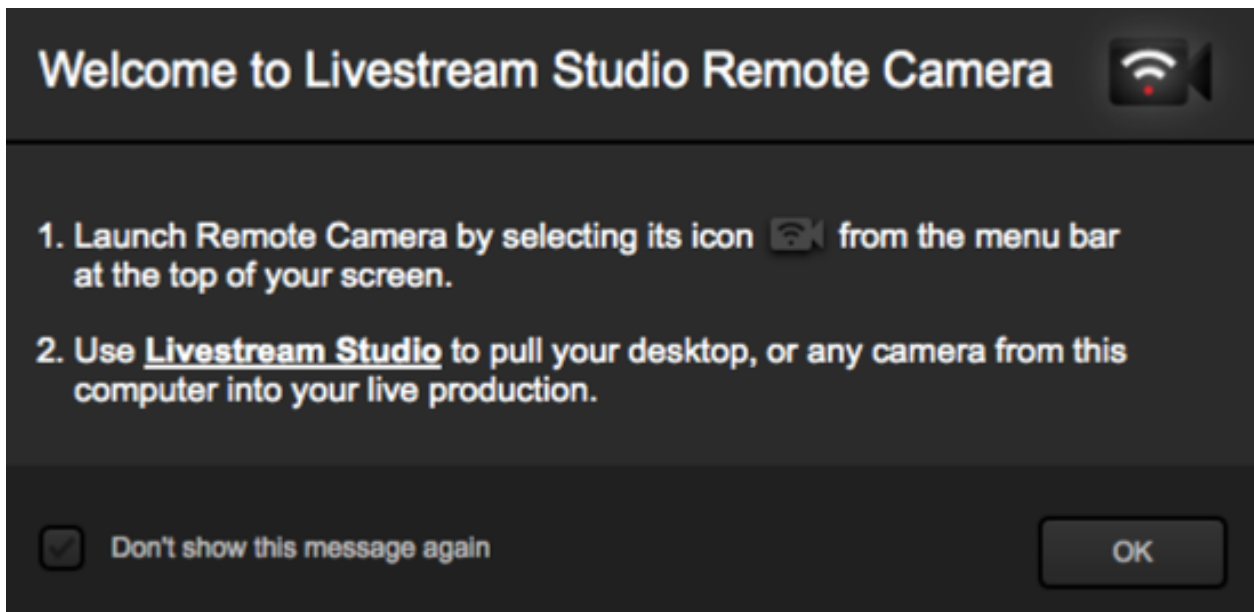 Welcome to Livestream Studio Remote Camera
1. Launch Remote Camera by selecting its icon from the menu bar
at the top of your screen.
2. Use Livestream Studio to pull your desktop, or any camera from this
computer into your live production.
Don't show this message again
OK